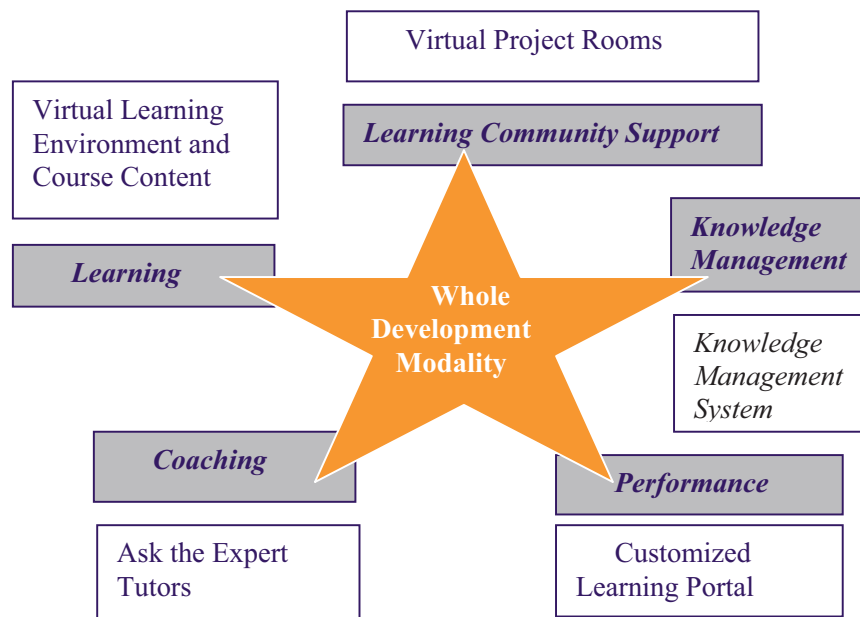 Virtual Project Rooms
Virtual Learning
Environment and
Course Content
Learning Community Support
Knowledge
Management
Learning
Whole
Development
Modality
Knowledge
Management
System
Coaching
Performance
Ask the Expert
Tutors
Customized
Learning Portal